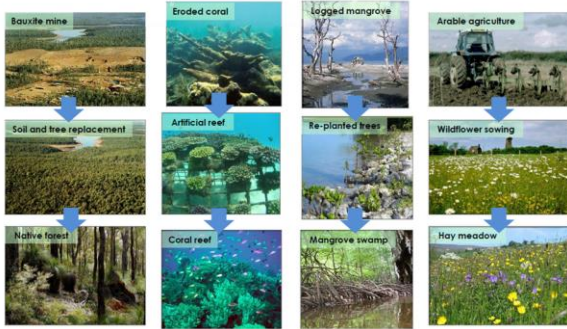 Bauxite mine
Eroded coral
Logged mangrove
Arable agriculture
Soil and tree replacement
Artificial reef
Re-planted trees
Wildflower sowing
Native forest
Coral reef
Mangrove swamp
Hay meadow